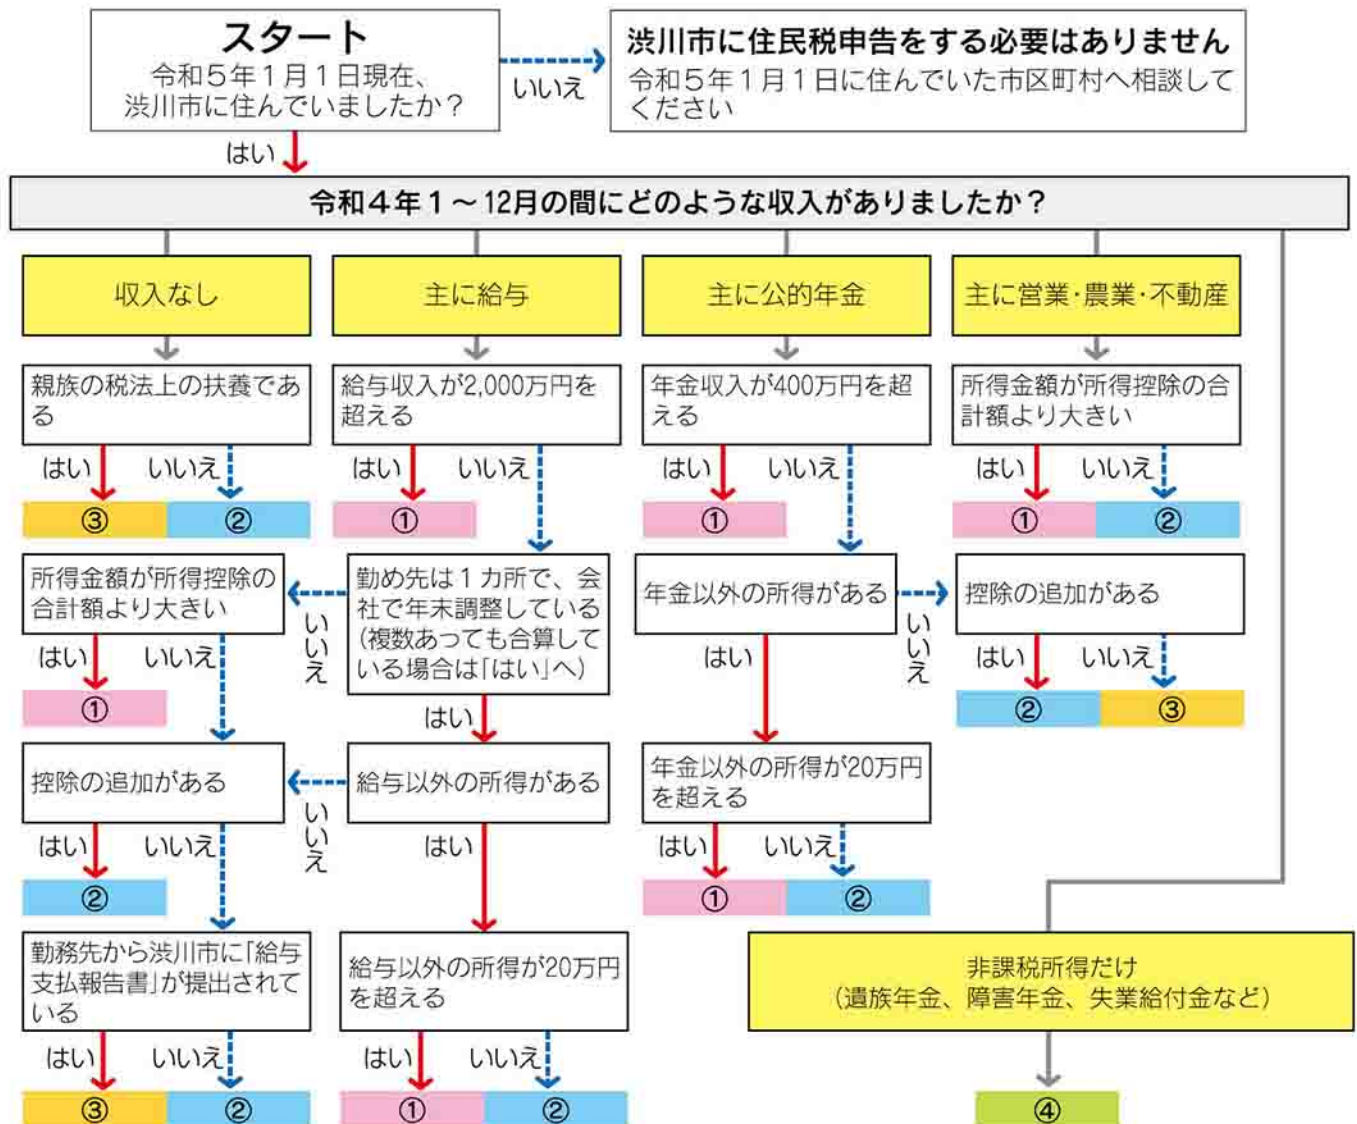 スタート
令和5年1月1日現在、
渋川市に住んでいましたか？
いいえ
渋川市に住民税申告をする必要はありません
令和5年1月1日に住んでいた市区町村へ相談して
ください
はい
令和4年1～12月の間にどのような収入がありましたか？
収入なし
主に給与
主に公的年金
主に営業･農業･不動産
親族の税法上の扶養であ
る
給与収入が2,000万円を
超える
年金収入が400万円を超
える
所得金額が所得控除の合
計額より大きい
はい
いいえ
はい
いいえ
はい
いいえ
はい
いいえ
③
②
①
①
①
②
所得金額が所得控除の
合計額より大きい
いいえ
勤め先は1カ所で、会
社で年末調整している
(複数あっても合算して
いる場合は｢はい｣へ)
年金以外の所得がある
いいえ
控除の追加がある
はい
いいえ
はい
はい
はい
いいえ
①
②
③
控除の追加がある
いいえ
給与以外の所得がある
年金以外の所得が20万円
を超える
はい
いいえ
はい
はい
いいえ
②
①
②
勤務先から渋川市に｢給与
支払報告書｣が提出されて
いる
給与以外の所得が20万円
を超える
非課税所得だけ
(遺族年金、障害年金、失業給付金など)
はい
いいえ
はい
いいえ
③
②
①
②
④